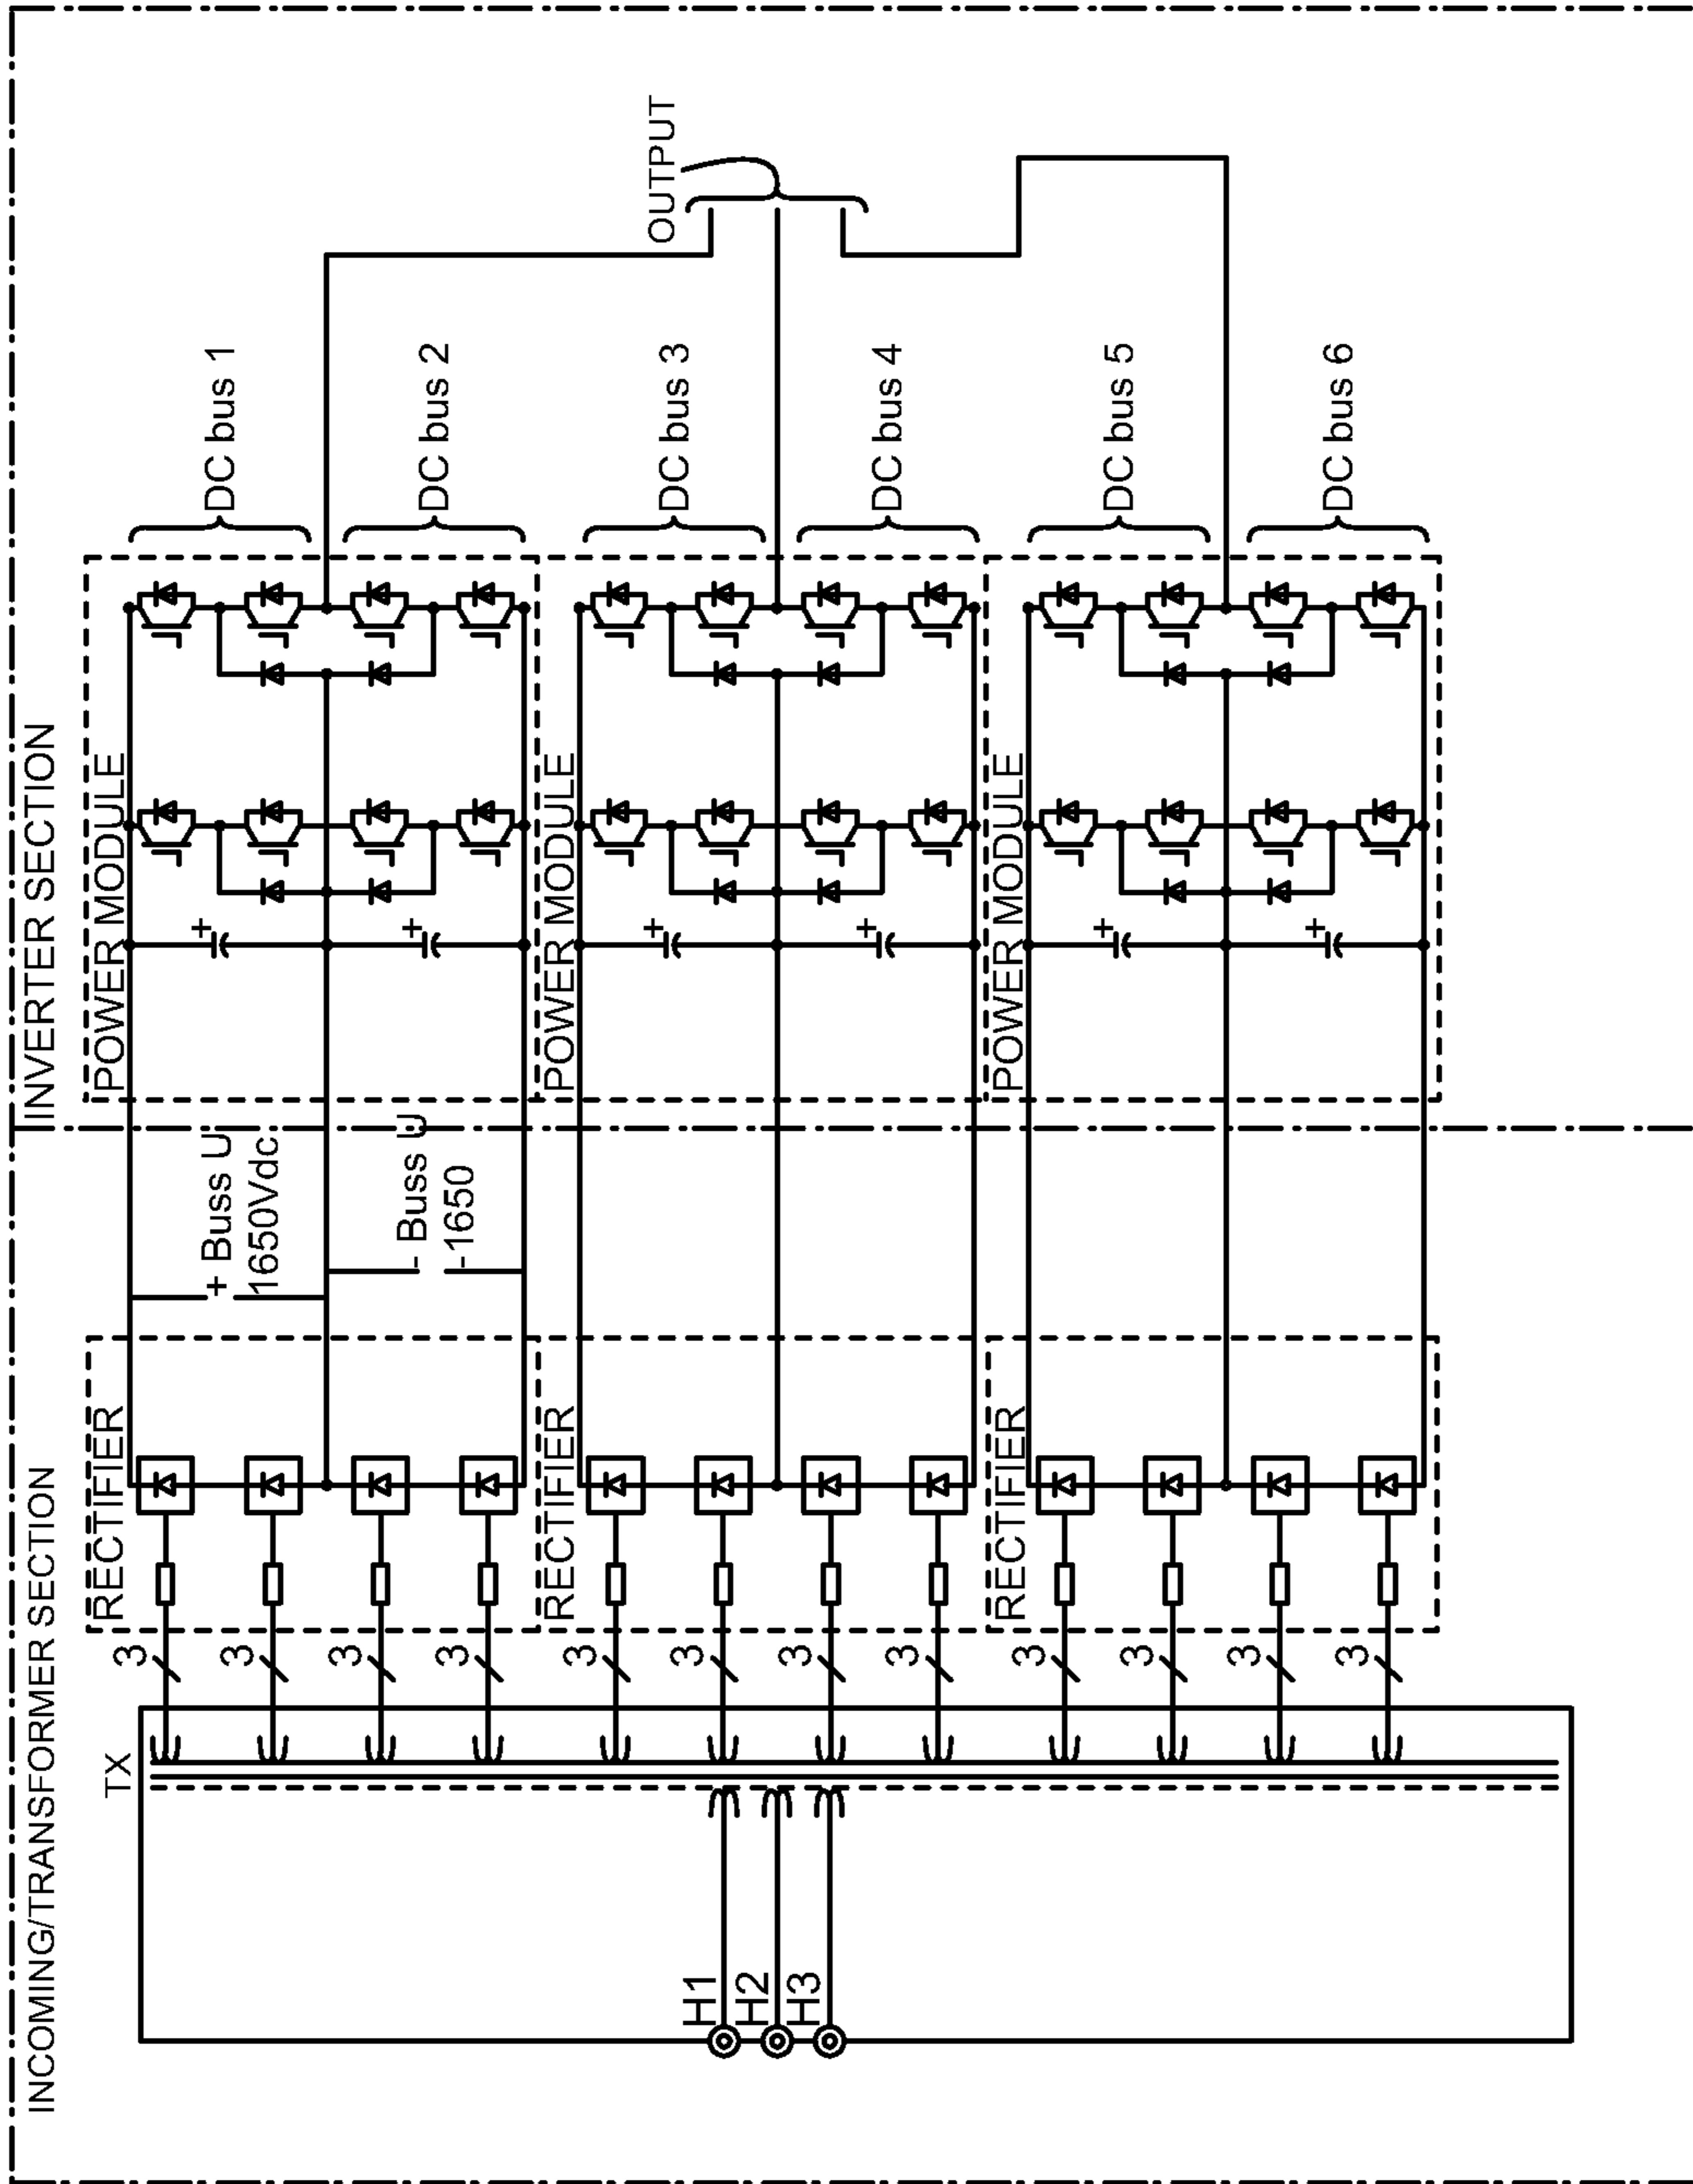 INCOMING/TRANSFORMER SECTION
TX
H1
H2
H3
3
3
3
3
3
3
3
3
3
3
3
3
RECTIFIER
RECTIFIER
RECTIFIER
+ Buss U
1650Vdc
- Buss U
-1650
INVERTER SECTION
POWER MODULE
+
+
POWER MODULE
+
+
POWER MODULE
+
+
DC bus 1
DC bus 2
DC bus 3
DC bus 4
DC bus 5
DC bus 6
OUTPUT